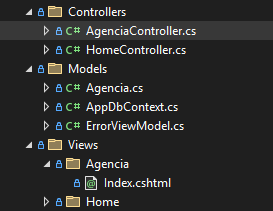 Controllers
C# AgenciaController.cs
C# HomeController.cs
Models
C# Agencia.cs
C# AppDbContext.cs
C# ErrorViewModel.cs
Views
Agencia
@ Index.cshtml
Home